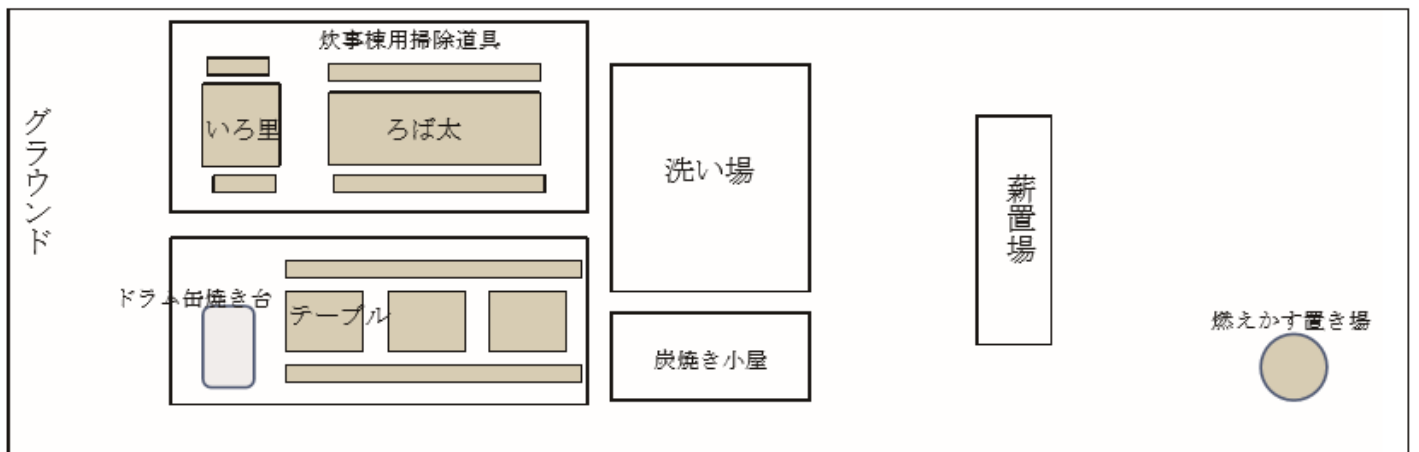 炊事棟用掃除道具
グラウンド
いろ里
ろば太
洗い場
薪置場
ドラム缶焼き台
テーブル
炭焼き小屋
燃えかす置き場